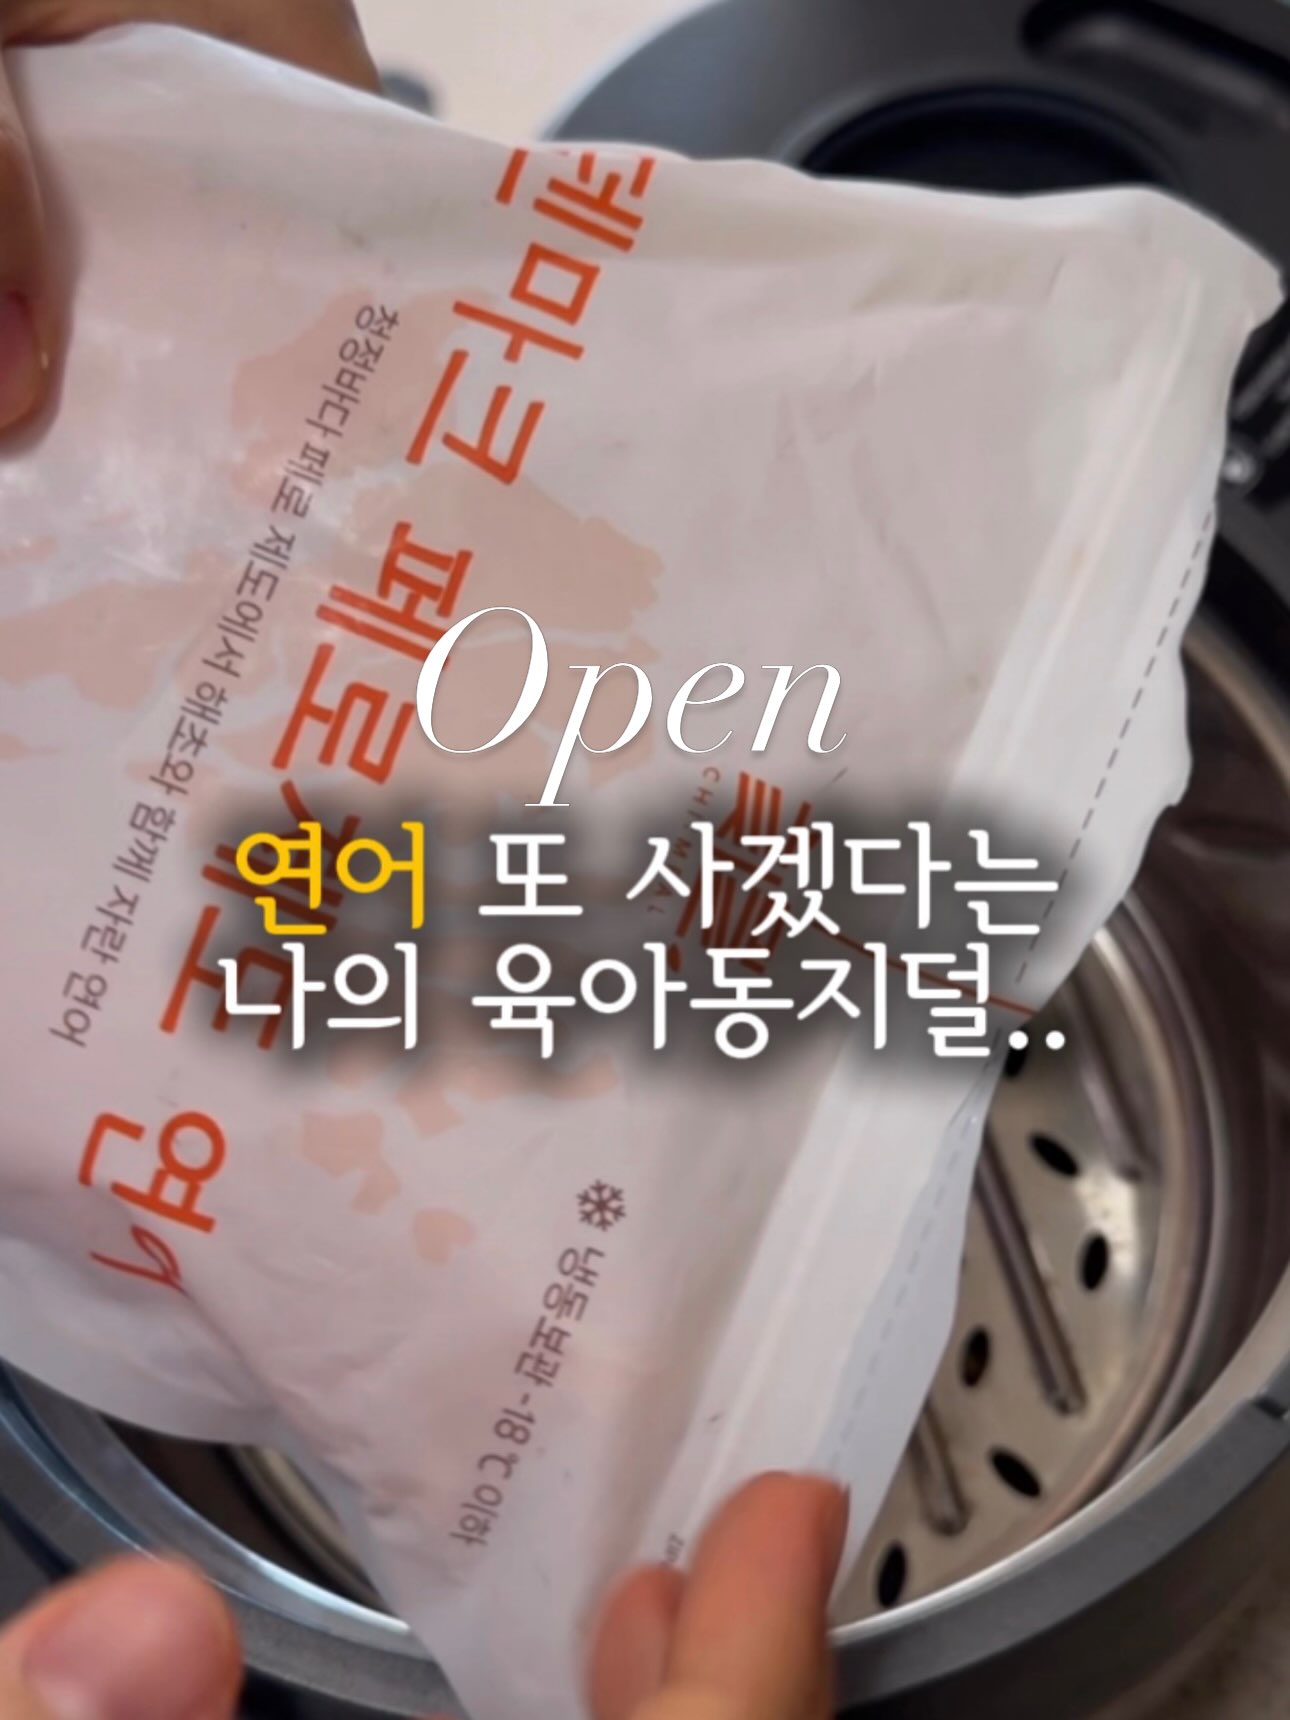 Open
연어 또 사겠다는
나의 육아동지덜..
덴마크 페로제도 연어
청정바다 페로 제도에서 해초와 함께 자란 연어
CHIMIAL
냉동보관 -18℃ 이하